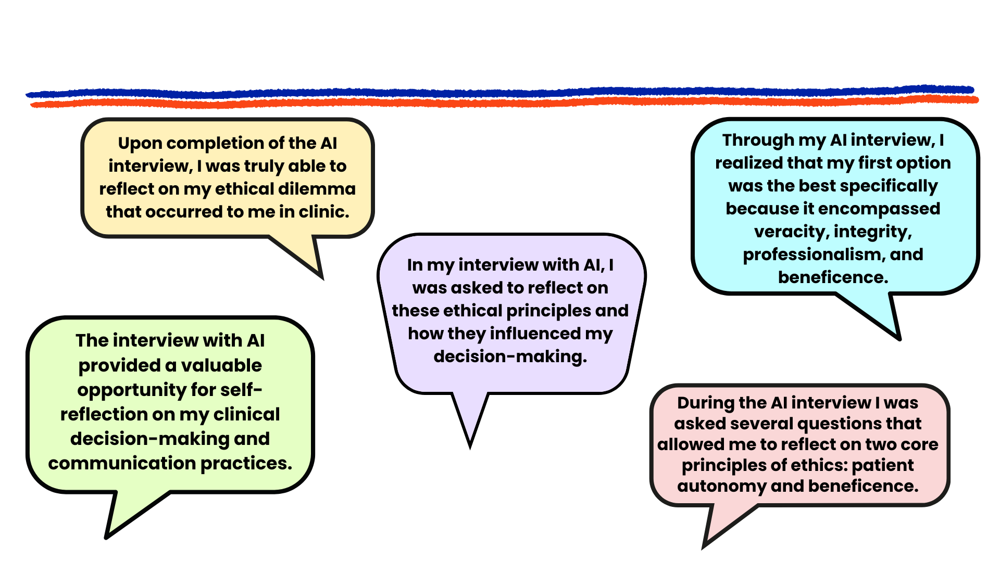 Upon completion of the AI
interview, I was truly able to
reflect on my ethical dilemma
that occurred to me in clinic.
Through my AI interview, I
realized that my first option
was the best specifically
because it encompassed
veracity, integrity,
professionalism, and
beneficence.
In my interview with AI, I
was asked to reflect on
these ethical principles and
how they influenced my
decision-making.
The interview with AI
provided a valuable
opportunity for self-
reflection on my clinical
decision-making and
communication practices.
During the AI interview I was
asked several questions that
allowed me to reflect on two core
principles of ethics: patient
autonomy and beneficence.